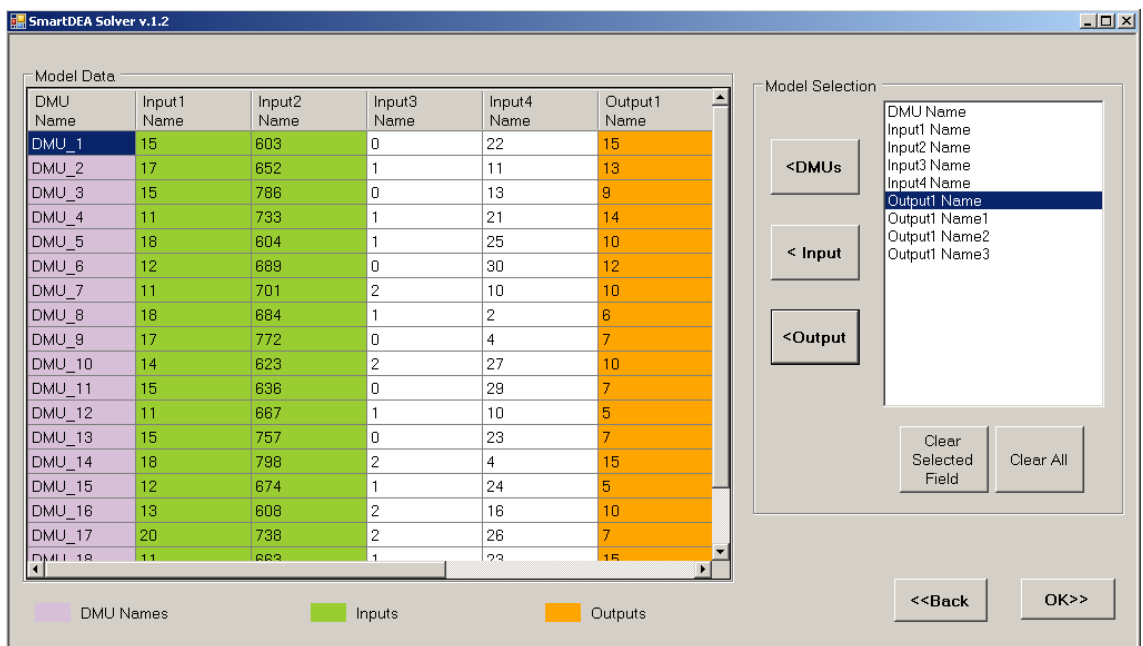 SmartDEA Solver v.1.2
Model Data
DMU Name Input1 Name Input2 Name Input3 Name Input4 Name Output1 Name
DMU_1 15 603 0 22 15
DMU_2 17 652 1 11 13
DMU_3 15 786 0 13 9
DMU_4 11 733 1 21 14
DMU_5 18 604 1 25 10
DMU_6 12 689 0 30 12
DMU_7 11 701 2 10 10
DMU_8 18 684 1 2 6
DMU_9 17 772 0 4 7
DMU_10 14 623 2 27 10
DMU_11 15 636 0 29 7
DMU_12 11 667 1 10 5
DMU_13 15 757 0 23 7
DMU_14 18 798 2 4 15
DMU_15 12 674 1 24 5
DMU_16 13 608 2 16 10
DMU_17 20 738 2 26 7
DMU_18 11 663 1 23 15
DMU Names Inputs Outputs
Model Selection
<DMUs
< Input
<Output
DMU Name
Input1 Name
Input2 Name
Input3 Name
Input4 Name
Output1 Name
Output1 Name1
Output1 Name2
Output1 Name3
Clear
Selected
Field
Clear All
<<Back
OK>>